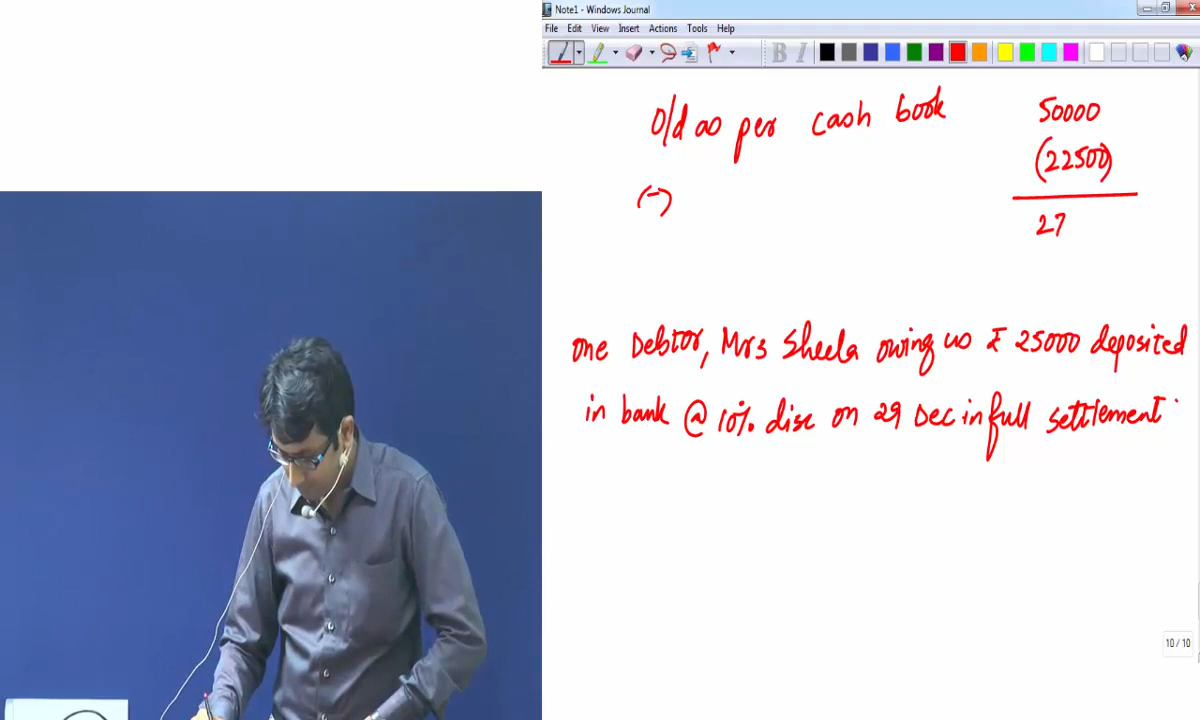 Note1 - Windows Journal
File Edit View Insert Actions Tools Help
B I
O/d as per cash book 50000
(22500)
(-)
27
one Debtor, Mrs Sheela owing us ₹ 25000 deposited
in bank @ 10% disc on 29 Dec in full settlement
10 / 10